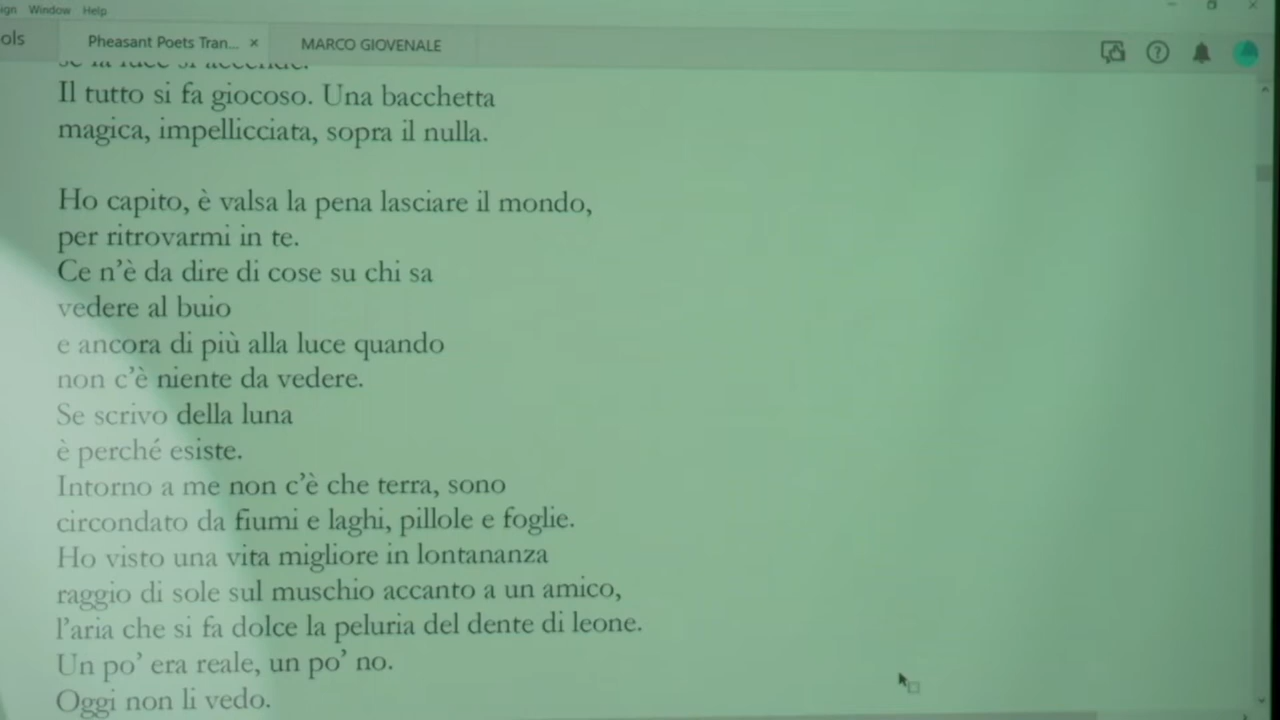 Window Help
Pheasant Poets Tran... ×
MARCO GIOVENALE
Il tutto si fa giocoso. Una bacchetta
magica, impellicciata, sopra il nulla.
Ho capito, è valsa la pena lasciare il mondo,
per ritrovarmi in te.
Ce n'è da dire di cose su chi sa
vedere al buio
e ancora di più alla luce quando
non c'è niente da vedere.
Se scrivo della luna
è perché esiste.
Intorno a me non c'è che terra, sono
circondato da fiumi e laghi, pillole e foglie.
Ho visto una vita migliore in lontananza
raggio di sole sul muschio accanto a un amico,
l'aria che si fa dolce la peluria del dente di leone.
Un po' era reale, un po' no.
Oggi non li vedo.